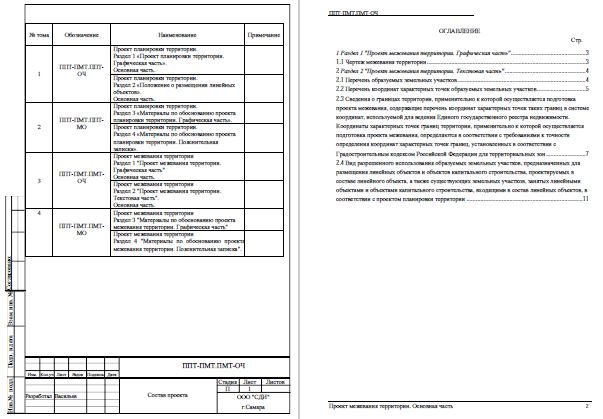 № тома
Обозначение
Наименование
Примечание
1
ППТ-ПМТ.ППТ-
ОЧ
Проект планировки территории.
Раздел 1 «Проект планировки территории.
Графическая часть».
Основная часть.
Проект планировки территории.
Раздел 2 «Положение о размещении линейных
объектов».
Основная часть.
2
ППТ-ПМТ.ППТ-
МО
Проект планировки территории.
Раздел 3 «Материалы по обоснованию проекта
планировки территории. Графическая часть».
Проект планировки территории.
Раздел 4 «Материалы по обоснованию проекта
планировки территории. Пояснительная
записка».
3
ППТ-ПМТ.ПМТ-
ОЧ
Проект межевания территории
Раздел 1 "Проект межевания территории.
Графическая часть"
Основная часть.
Проект межевания территории
Раздел 2 "Проект межевания территории.
Текстовая часть".
Основная часть.
4
ППТ-ПМТ.ПМТ-
МО
Проект межевания территории
Раздел 3 "Материалы по обоснованию проекта
межевания территории. Графическая часть"
Проект межевания территории
Раздел 4 "Материалы по обоснованию проекта
межевания территории. Пояснительная записка".
Согласовано
Взам. инв. №
Подп. и дата
Инв.№ подл
ППТ-ПМТ.ПМТ-ОЧ
Изм. Кол.уч Лист №док Подпись Дата
Разработал Васильев
Состав проекта
Стадия Лист Листов
П 1
ООО "СДИ"
г.Самара
ППТ-ПМТ.ПМТ-ОЧ
ОГЛАВЛЕНИЕ
Стр.
1 Раздел 1 "Проект межевания территории. Графическая часть" 3
1.1 Чертеж межевания территории 3
2 Раздел 2 "Проект межевания территории. Текстовая часть" 4
2.1 Перечень образуемых земельных участков 4
2.2 Перечень координат характерных точек образуемых земельных участков 5
2.3 Сведения о границах территории, применительно к которой осуществляется подготовка
проекта межевания, содержащие перечень координат характерных точек таких границ в системе
координат, используемой для ведения Единого государственного реестра недвижимости.
Координаты характерных точек границ территории, применительно к которой осуществляется
подготовка проекта межевания, определяются в соответствии с требованиями к точности
определения координат характерных точек границ, установленных в соответствии с
Градостроительным кодексом Российской Федерации для территориальных зон 7
2.4 Вид разрешенного использования образуемых земельных участков, предназначенных для
размещения линейных объектов и объектов капитального строительства, проектируемых в
составе линейного объекта, а также существующих земельных участков, занятых линейными
объектами и объектами капитального строительства, входящими в состав линейных объектов, в
соответствии с проектом планировки территории 11
Проект межевания территории. Основная часть 2